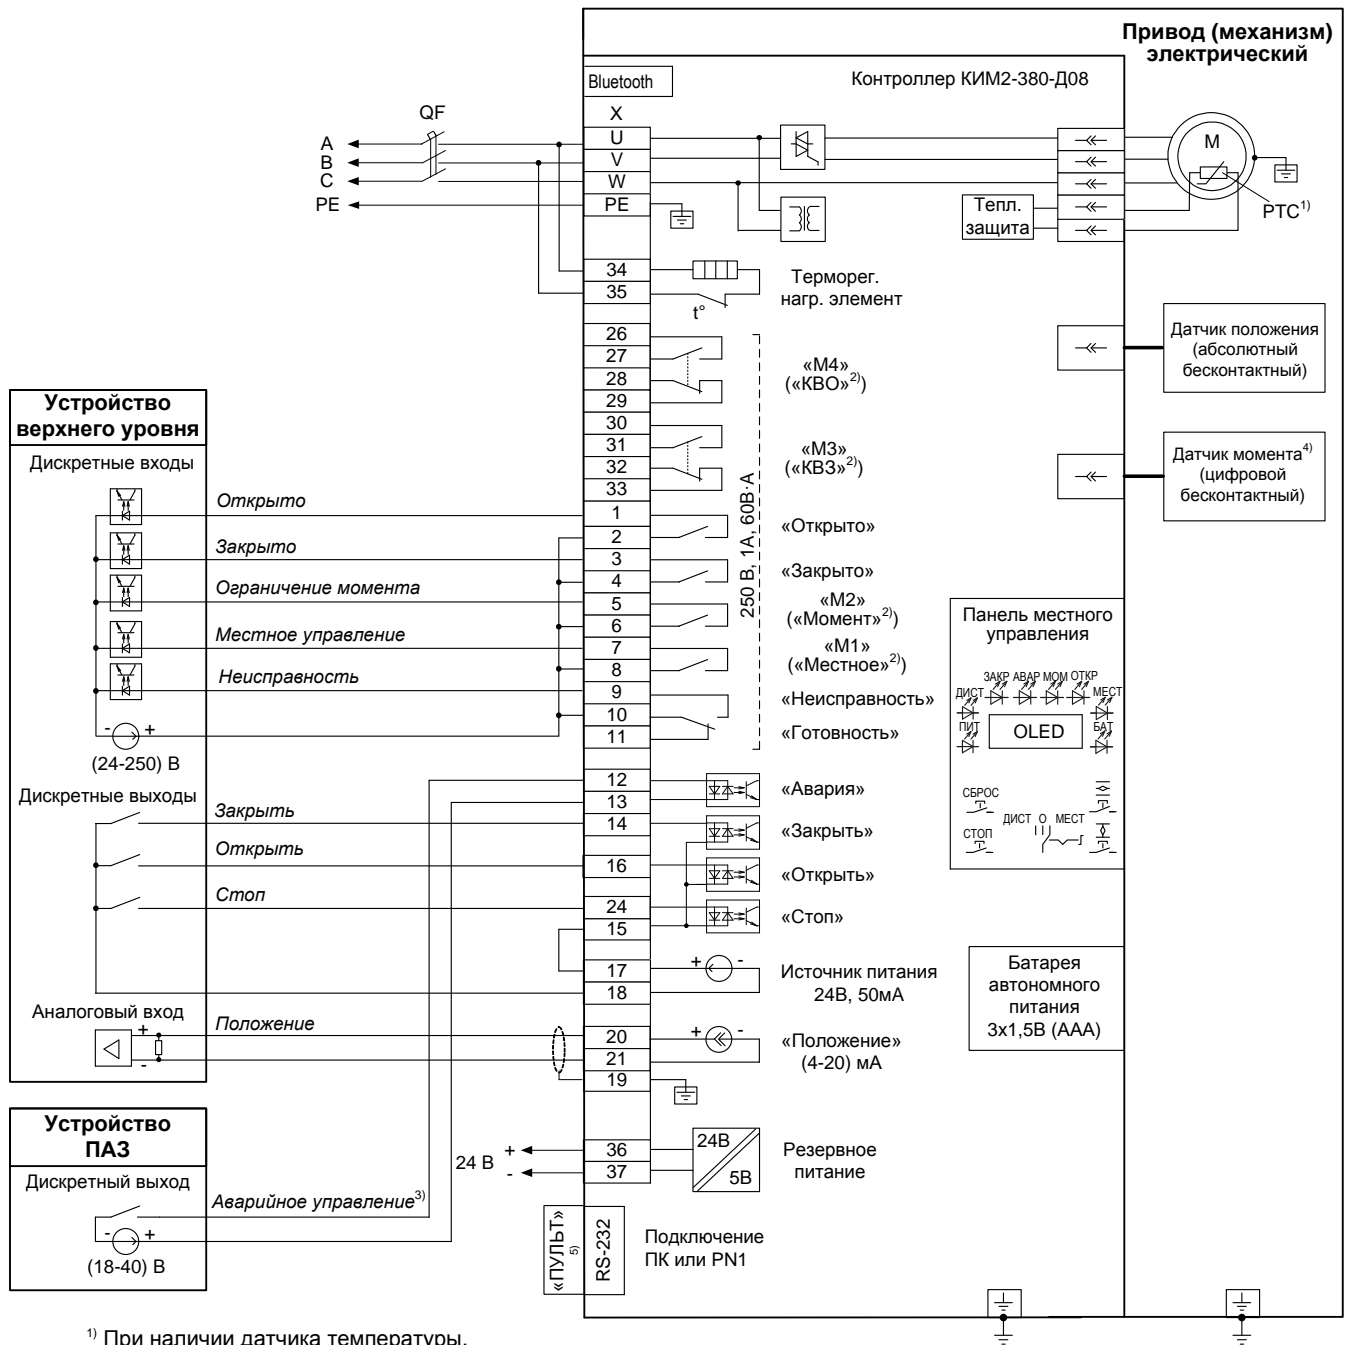 Привод (механизм)
электрический
Bluetooth
Контроллер КИМ2-380-Д08
QF
X
A
B
C
PE
U
V
W
PE
M
PTC1)
Тепл.
защита
34
35
t°
Терморег.
нагр. элемент
26
27
28
29
30
31
32
33
«М4»
(«КВО»2))
«М3»
(«КВЗ»2))
250 В, 1А, 60В·А
Датчик положения
(абсолютный
бесконтактный)
Датчик момента4)
(цифровой
бесконтактный)
Устройство
верхнего уровня
Дискретные входы
Открыто
Закрыто
Ограничение момента
Местное управление
Неисправность
- +
(24-250) В
1
2
3
4
5
6
7
8
9
10
11
«Открыто»
«Закрыто»
«М2»
(«Момент»2))
«М1»
(«Местное»2))
«Неисправность»
«Готовность»
Панель местного
управления
ЗАКР АВАР МОМ ОТКР
ДИСТ МЕСТ
ПИТ OLED БАТ
СБРОС
ДИСТ О МЕСТ
СТОП
Дискретные выходы
Закрыть
Открыть
Стоп
12
13
14
16
24
15
17
18
«Авария»
«Закрыть»
«Открыть»
«Стоп»
+ -
Источник питания
24В, 50мА
Батарея
автономного
питания
3х1,5В (ААА)
Аналоговый вход
+
-
Положение
20
21
19
+ -
«Положение»
(4-20) мА
Устройство
ПАЗ
Дискретный выход
Аварийное управление3)
- +
(18-40) В
24 В
+
-
36
37
24В
5В
Резервное
питание
«ПУЛЬТ»
5)
RS-232
Подключение
ПК или PN1
1) При наличии датчика температуры.